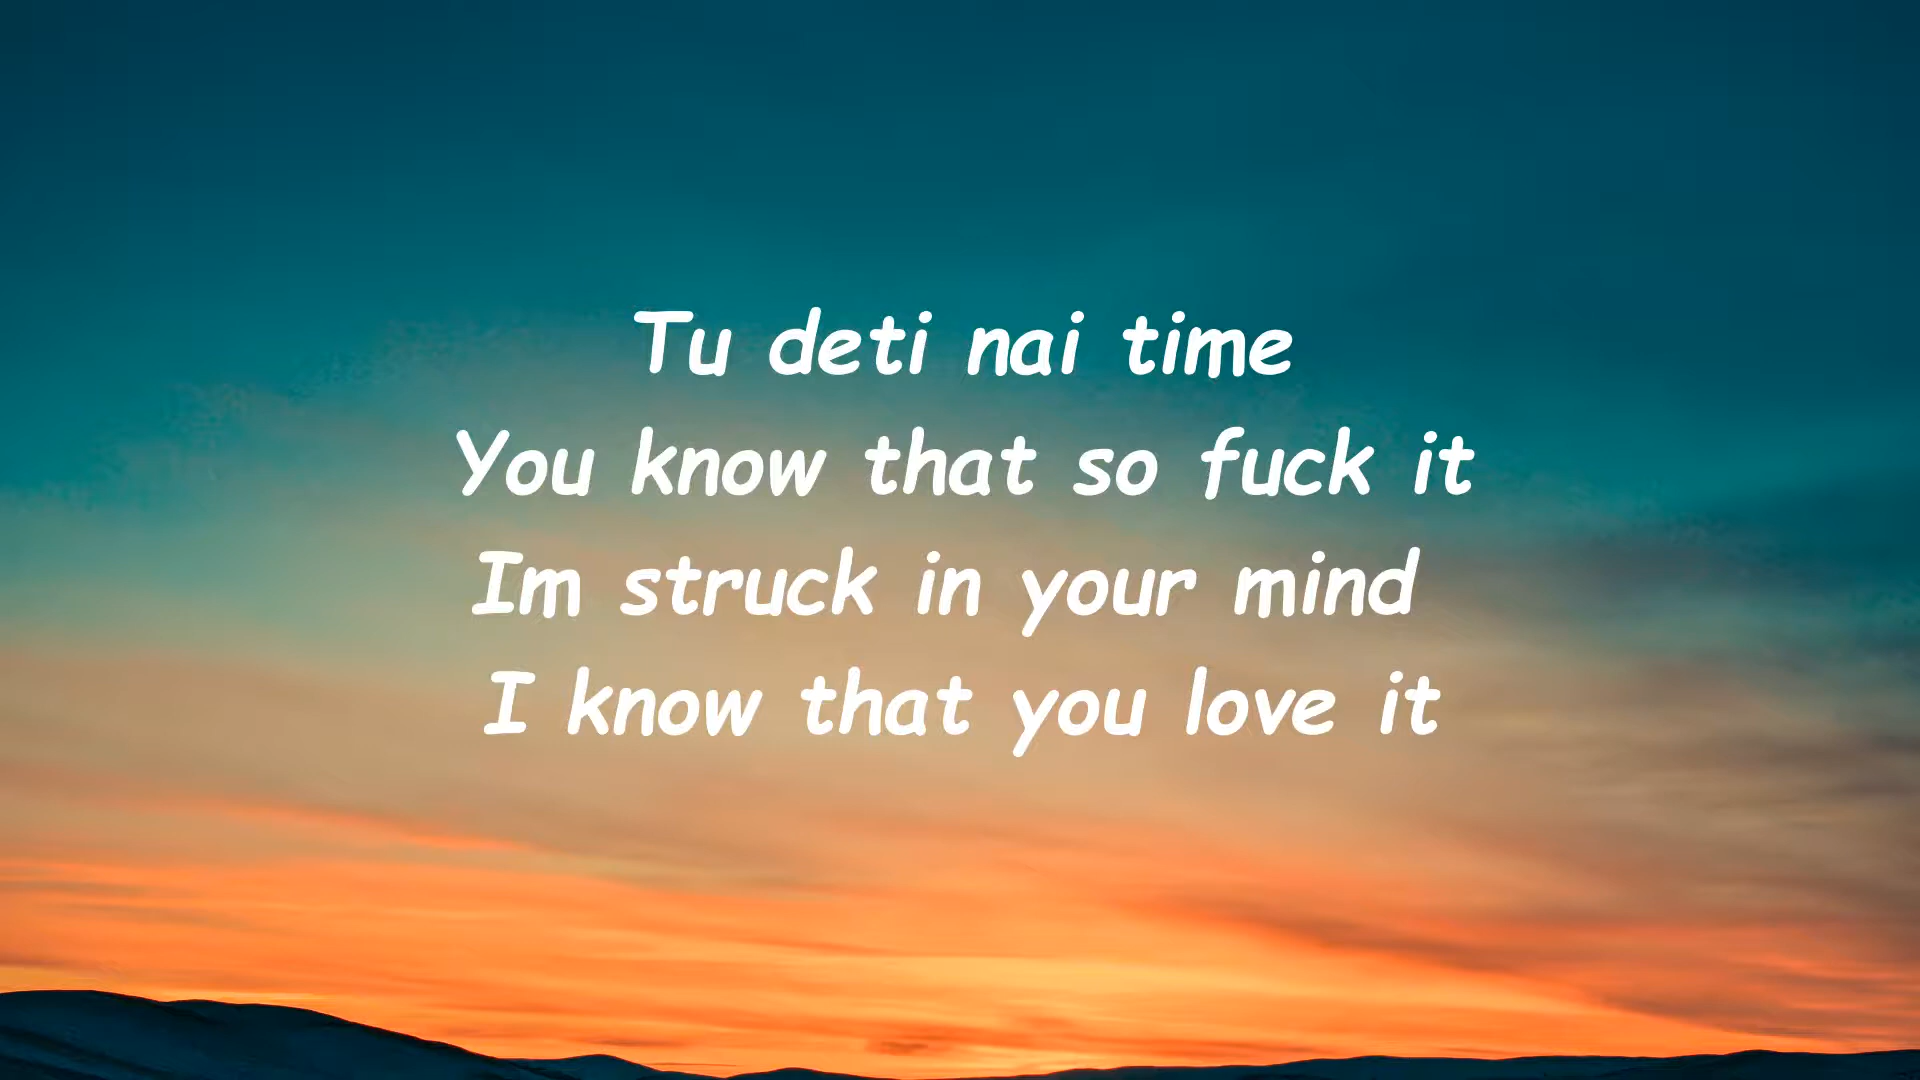 Tu deti nai time
You know that so fuck it
Im struck in your mind
I know that you love it